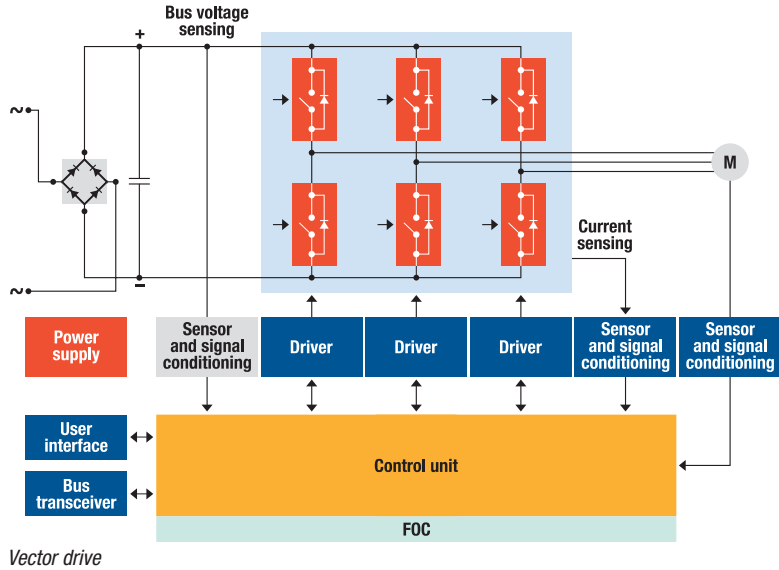 Bus voltage
sensing
+
~
M
~
-
Current
sensing
Power
supply
Sensor
and signal
conditioning
Driver
Driver
Driver
Sensor
and signal
conditioning
Sensor
and signal
conditioning
User
interface
Control unit
Bus
transceiver
FOC
Vector drive